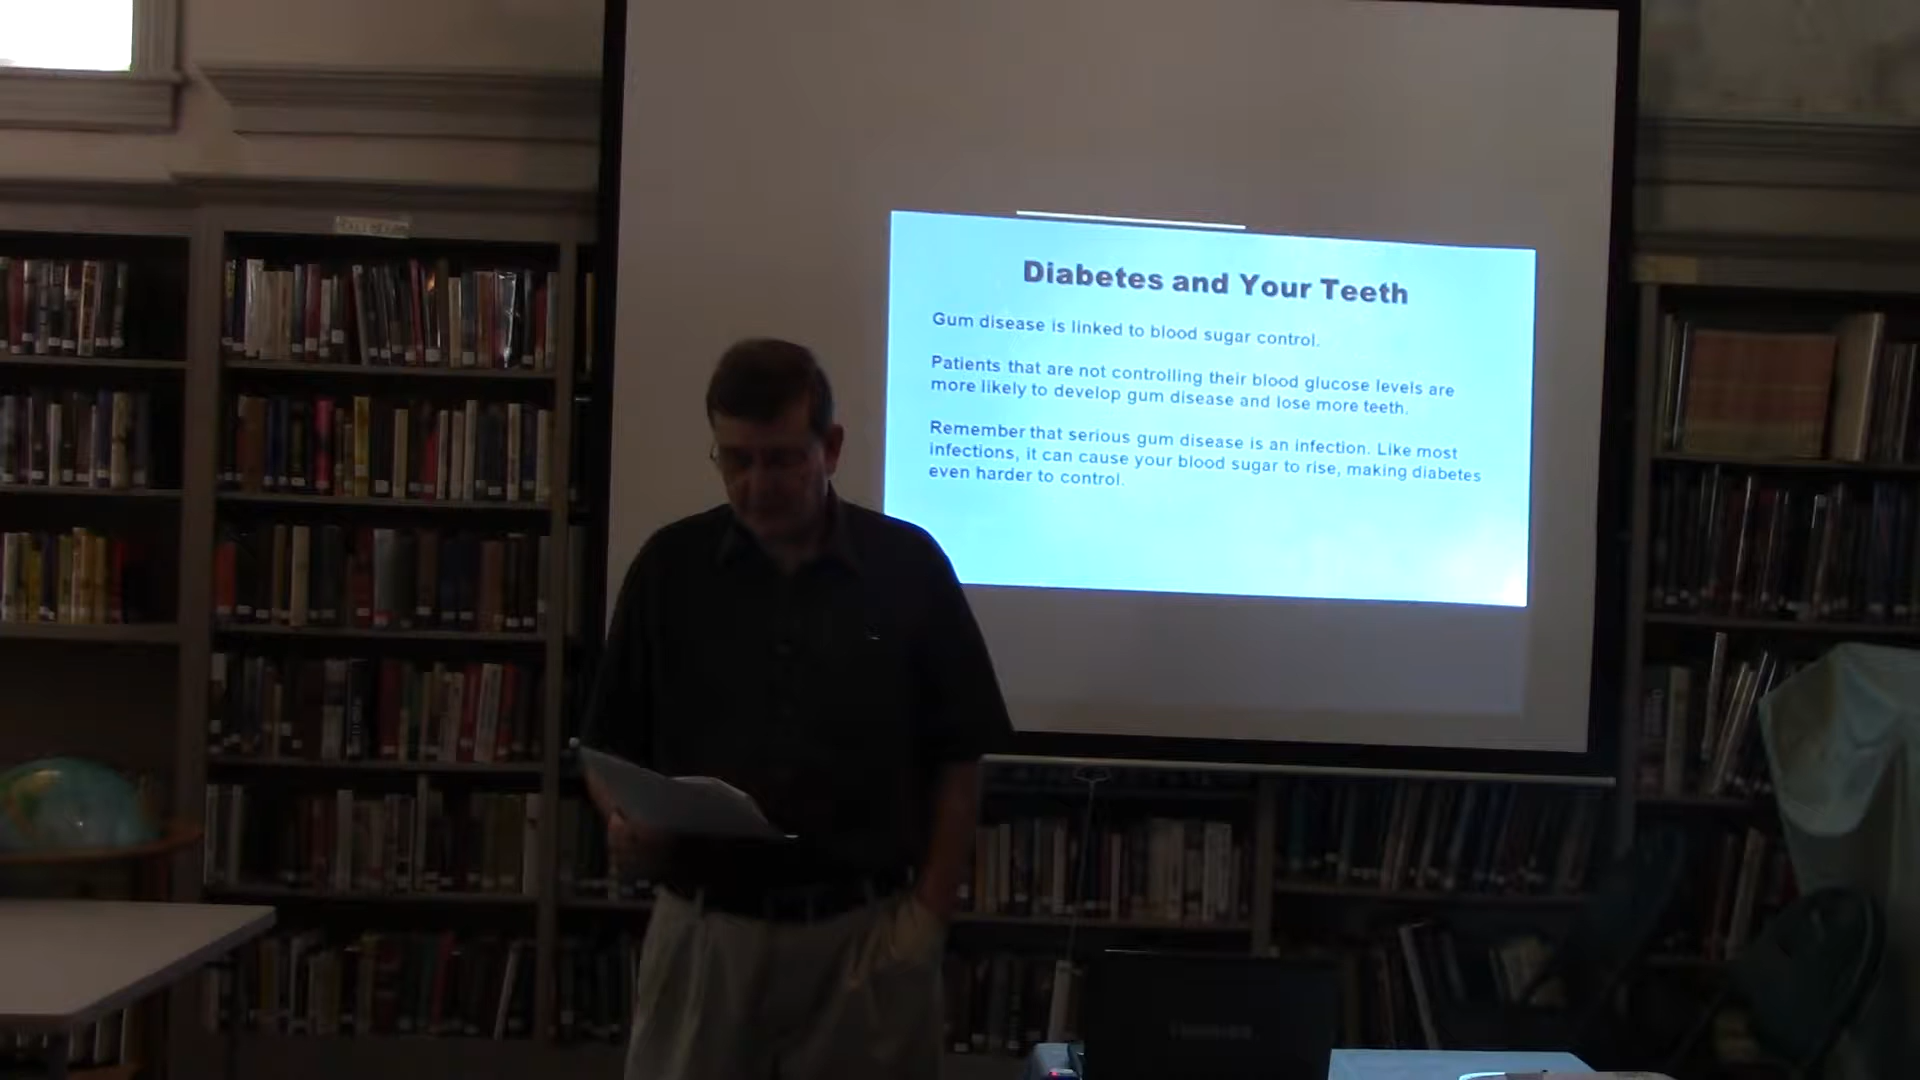 Diabetes and Your Teeth
Gum disease is linked to blood sugar control.
Patients that are not controlling their blood glucose levels are
more likely to develop gum disease and lose more teeth.
Remember that serious gum disease is an infection. Like most
infections, it can cause your blood sugar to rise, making diabetes
even harder to control.